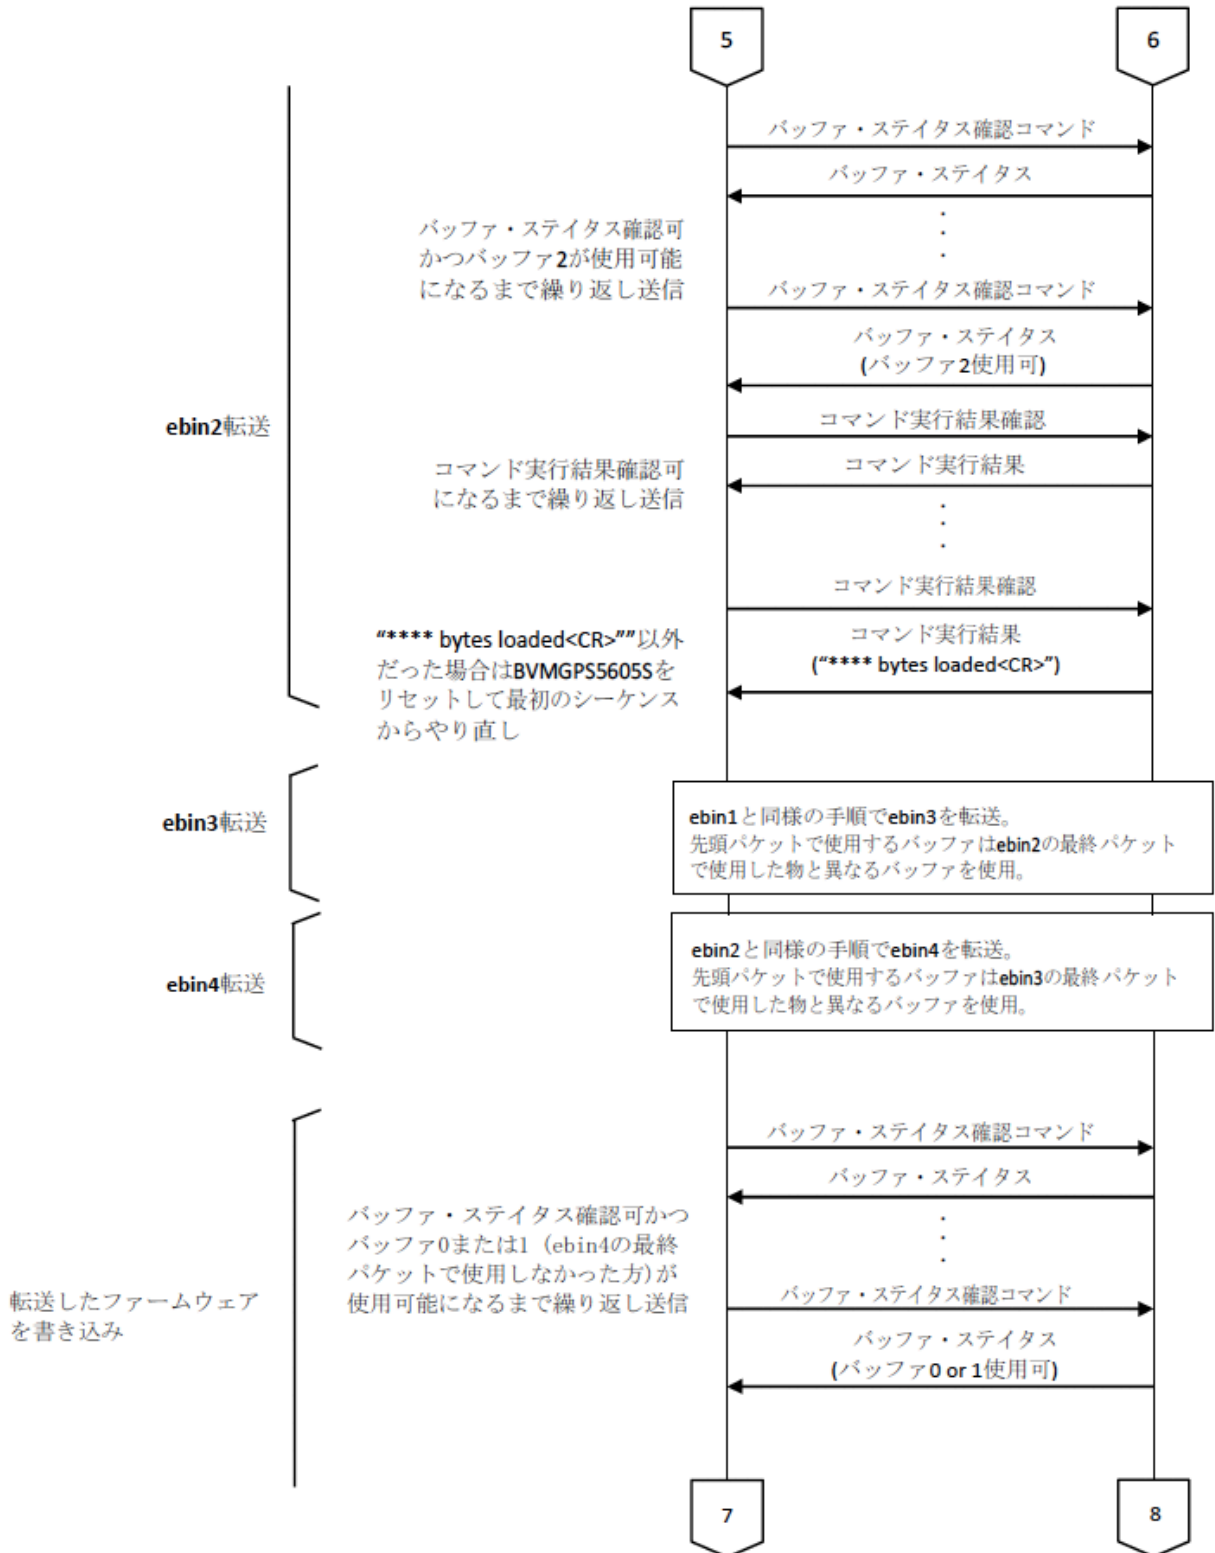 5
6
バッファ・ステイタス確認コマンド
バッファ・ステイタス
・
・
・
バッファ・ステイタス確認可
かつバッファ2が使用可能
になるまで繰り返し送信
バッファ・ステイタス確認コマンド
バッファ・ステイタス
(バッファ2使用可)
ebin2転送
コマンド実行結果確認
コマンド実行結果
コマンド実行結果確認可
になるまで繰り返し送信
・
・
・
コマンド実行結果確認
コマンド実行結果
("**** bytes loaded<CR>")
“**** bytes loaded<CR>””以外
だった場合はBVMGPS5605Sを
リセットして最初のシーケンス
からやり直し
ebin3転送
ebin1と同様の手順でebin3を転送。
先頭パケットで使用するバッファはebin2の最終パケット
で使用した物と異なるバッファを使用。
ebin4転送
ebin2と同様の手順でebin4を転送。
先頭パケットで使用するバッファはebin3の最終パケット
で使用した物と異なるバッファを使用。
バッファ・ステイタス確認コマンド
バッファ・ステイタス
・
・
・
バッファ・ステイタス確認可かつ
バッファ0または1（ebin4の最終
パケットで使用しなかった方)が
使用可能になるまで繰り返し送信
転送したファームウェア
を書き込み
バッファ・ステイタス確認コマンド
バッファ・ステイタス
(バッファ0 or 1使用可)
7
8